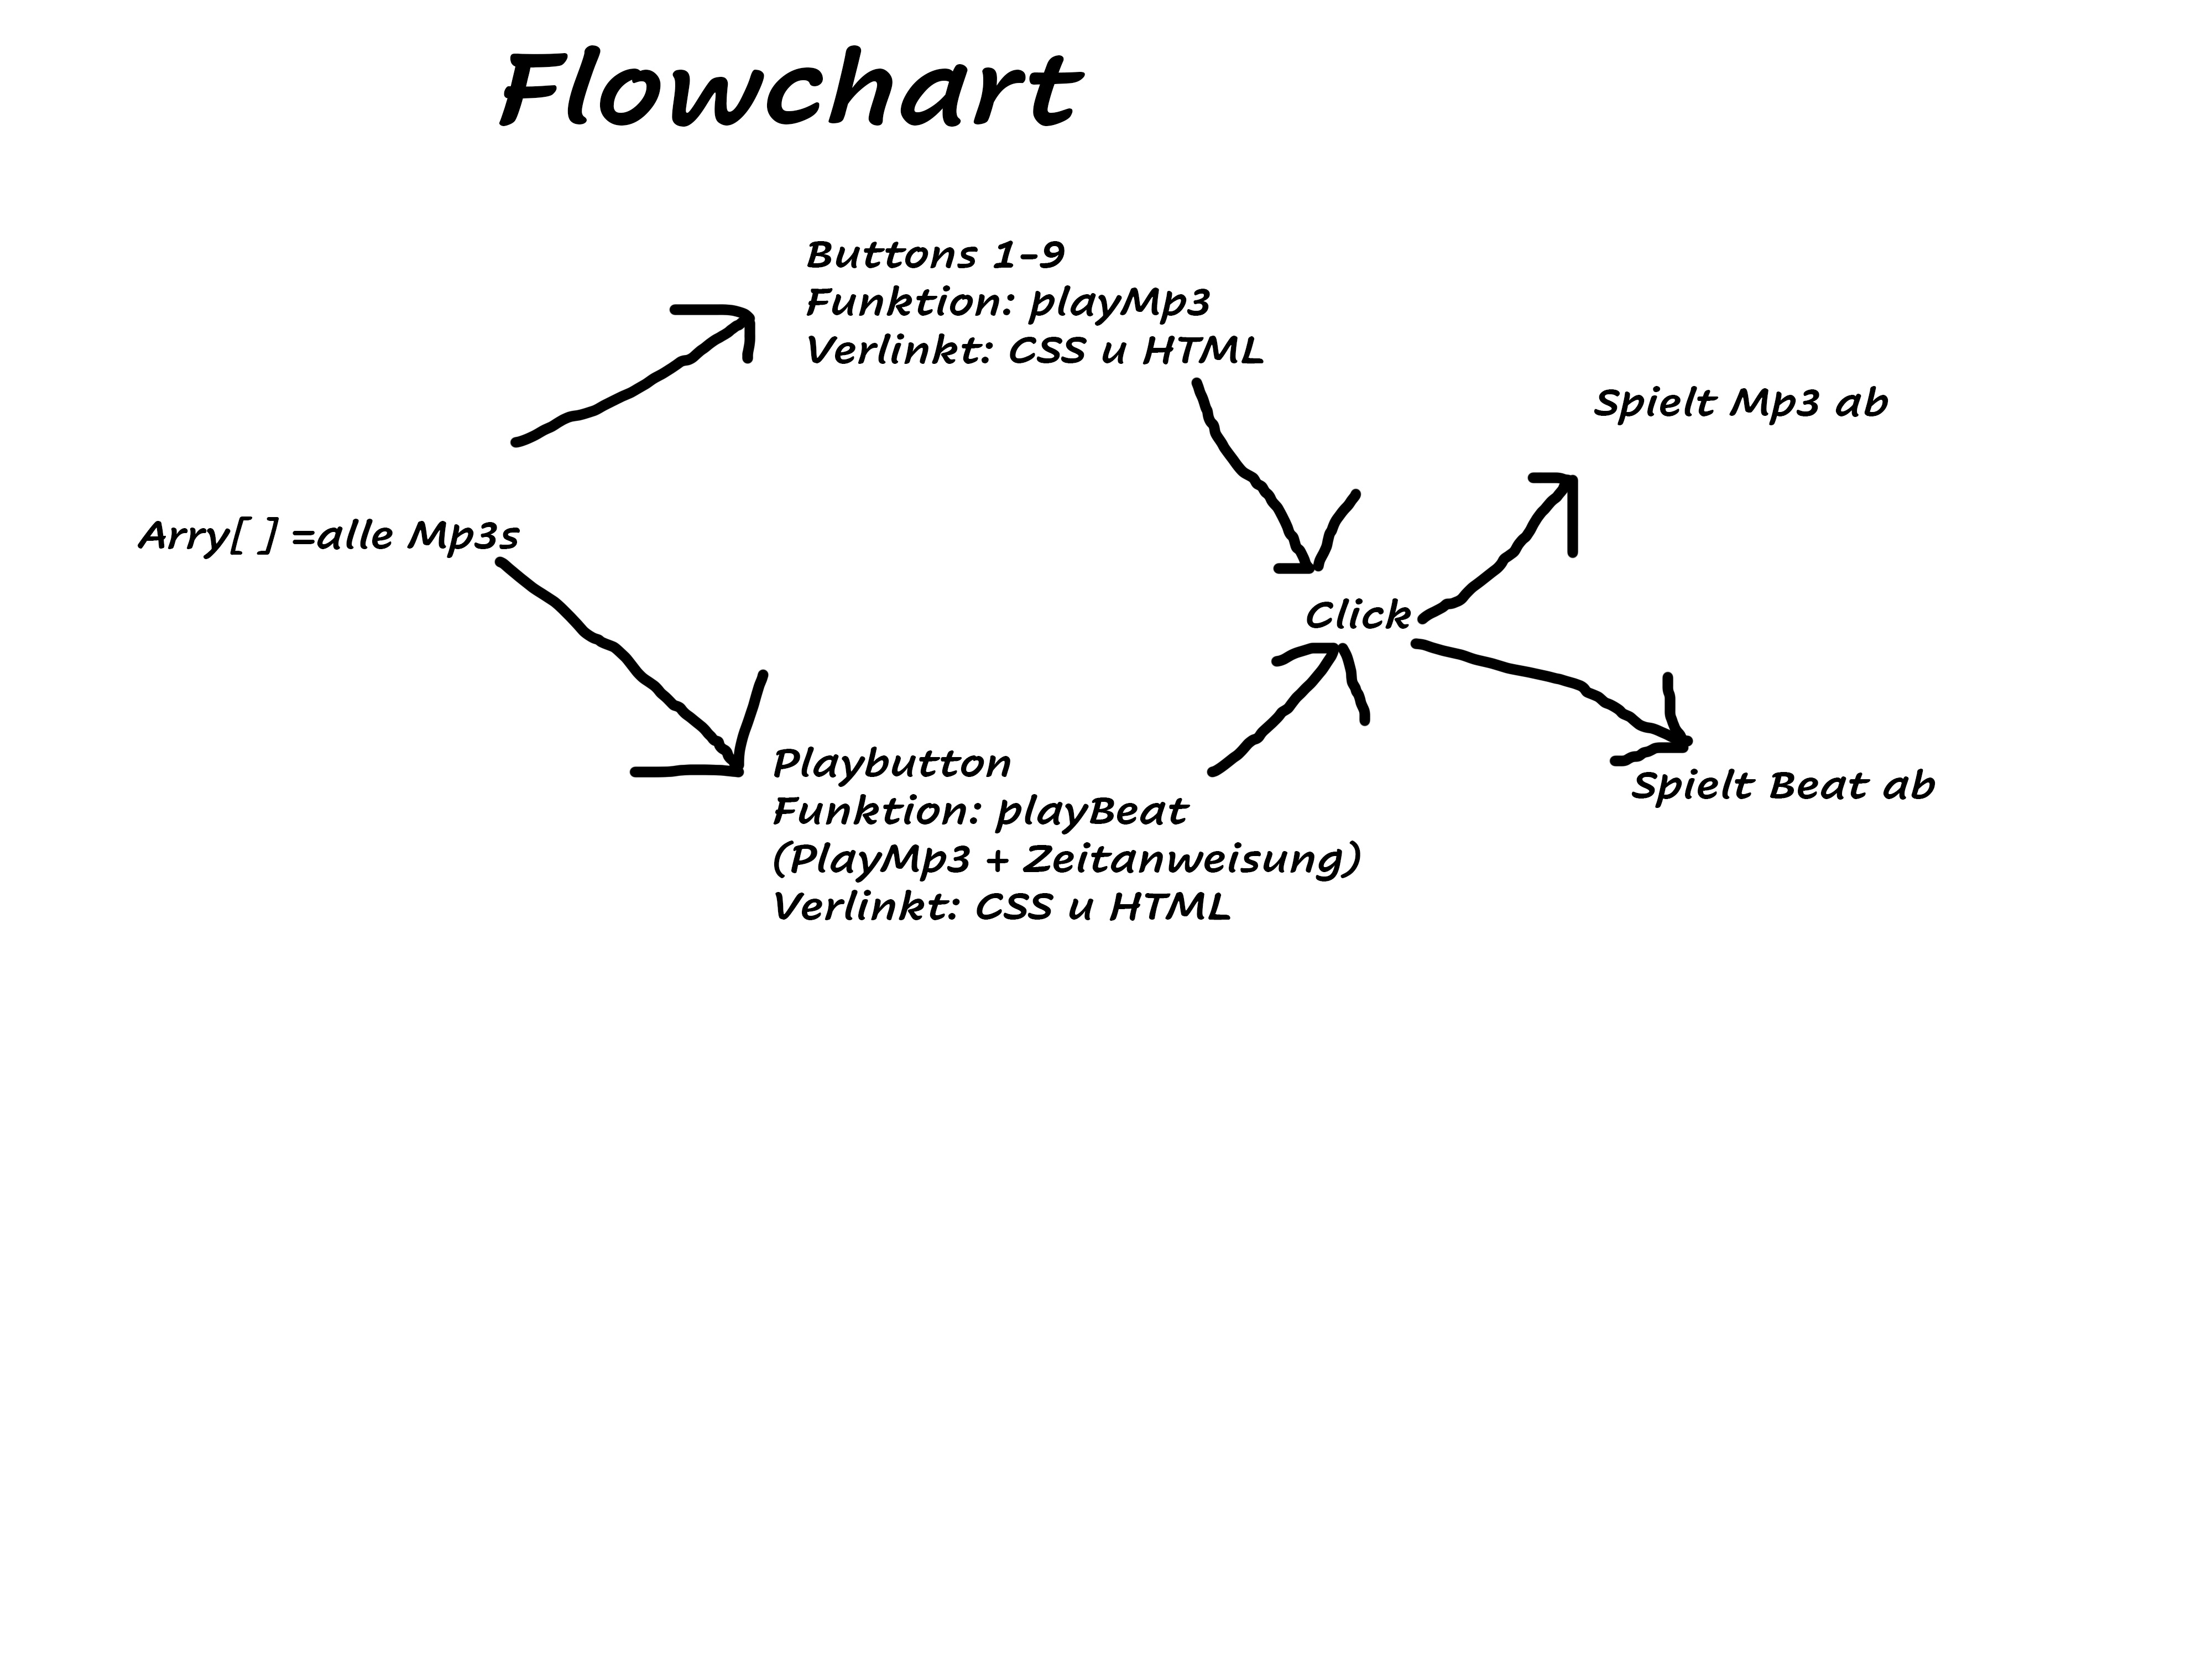 Flowchart
Buttons 1-9
Funktion: playMp3
Verlinkt: CSS u HTML
Spielt Mp3 ab
Arry[ ] =alle Mp3s
Click
Playbutton
Funktion: playBeat
(PlayMp3 + Zeitanweisung)
Verlinkt: CSS u HTML
Spielt Beat ab